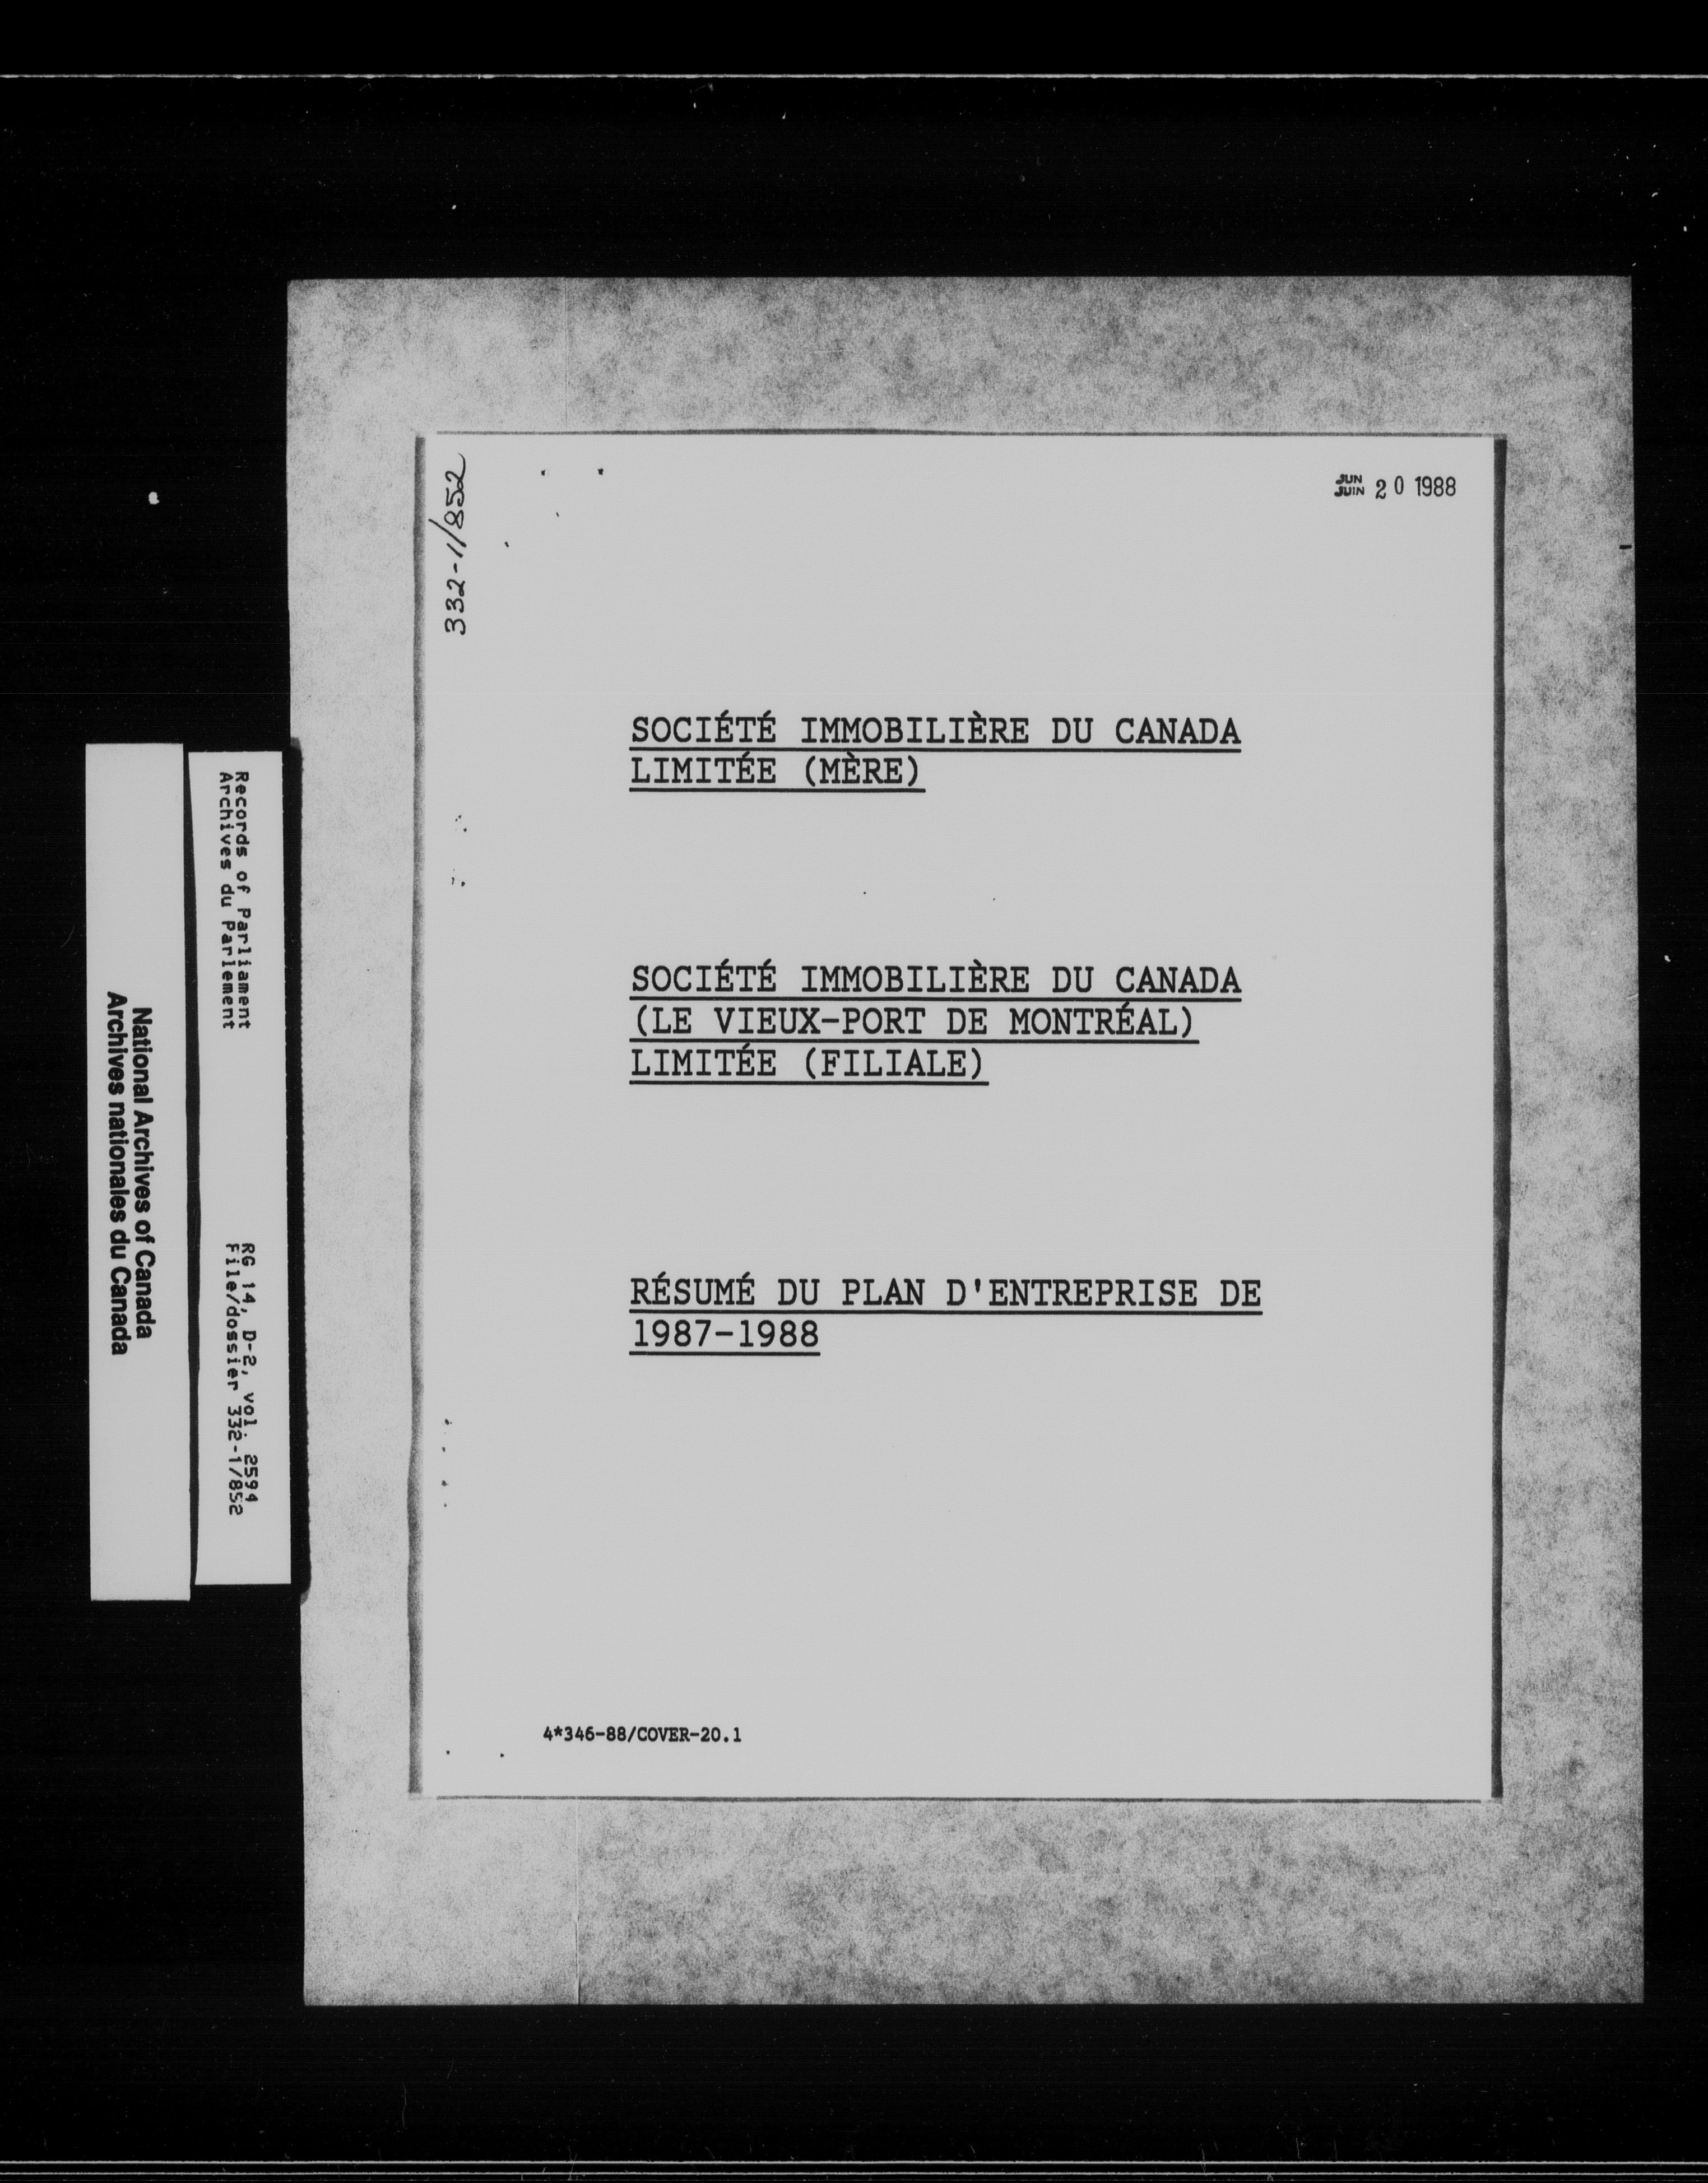 332-1/852
JUN
JUIN 20 1988
SOCIÉTÉ IMMOBILIÈRE DU CANADA
LIMITÉE (MÈRE)
SOCIÉTÉ IMMOBILIÈRE DU CANADA
(LE VIEUX-PORT DE MONTRÉAL)
LIMITÉE (FILIALE)
RÉSUMÉ DU PLAN D'ENTREPRISE DE
1987-1988
4*346-88/COVER-20.1
Records of Parliament
Archives du Parlement
RG 14, D-2, vol. 2594
File/dossier 332-1/852
National Archives of Canada
Archives nationales du Canada